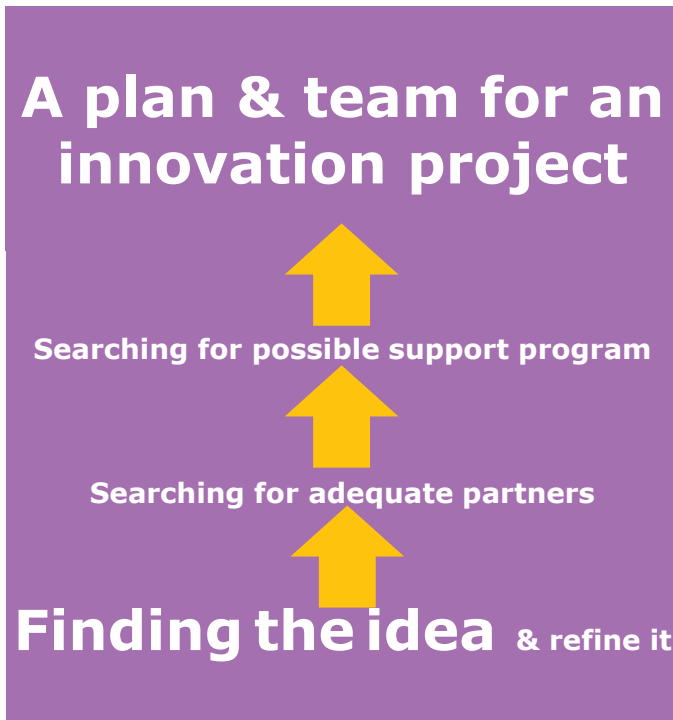 A plan & team for an
innovation project
Searching for possible support program
Searching for adequate partners
Finding the idea & refine it